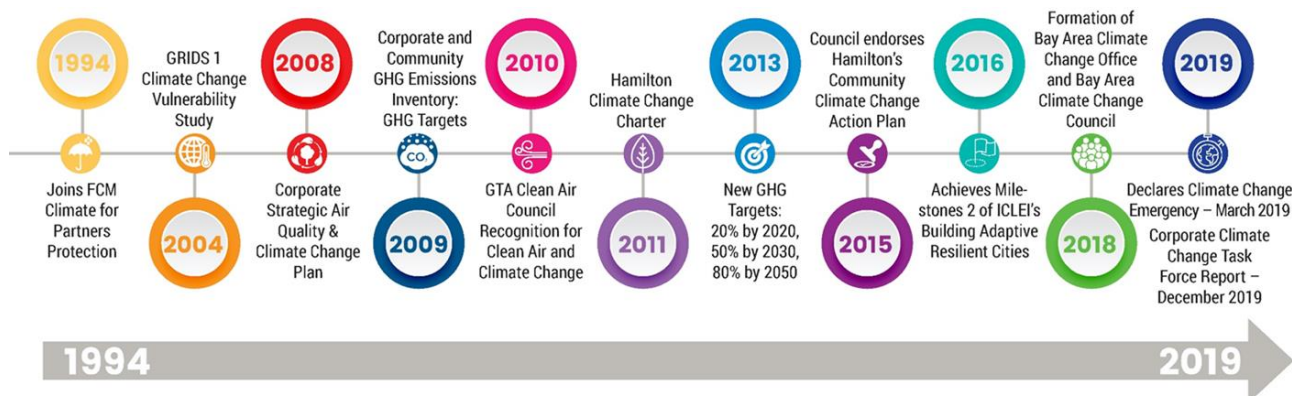 1994
Joins FCM
Climate for
Partners
Protection
GRIDS 1
Climate Change
Vulnerability
Study
2004
2008
Corporate
Strategic Air
Quality &
Climate Change
Plan
Corporate and
Community
GHG Emissions
Inventory:
GHG Targets
CO₂
2009
2010
GTA Clean Air
Council
Recognition for
Clean Air and
Climate Change
Hamilton
Climate Change
Charter
2011
2013
New GHG
Targets:
20% by 2020,
50% by 2030,
80% by 2050
Council endorses
Hamilton's
Community
Climate Change
Action Plan
2015
2016
Achieves Mile-
stones 2 of ICLEI's
Building Adaptive
Resilient Cities
Formation of
Bay Area Climate
Change Office
and Bay Area
Climate Change
Council
2018
2019
Declares Climate Change
Emergency – March 2019
Corporate Climate
Change Task
Force Report –
December 2019
1994
2019